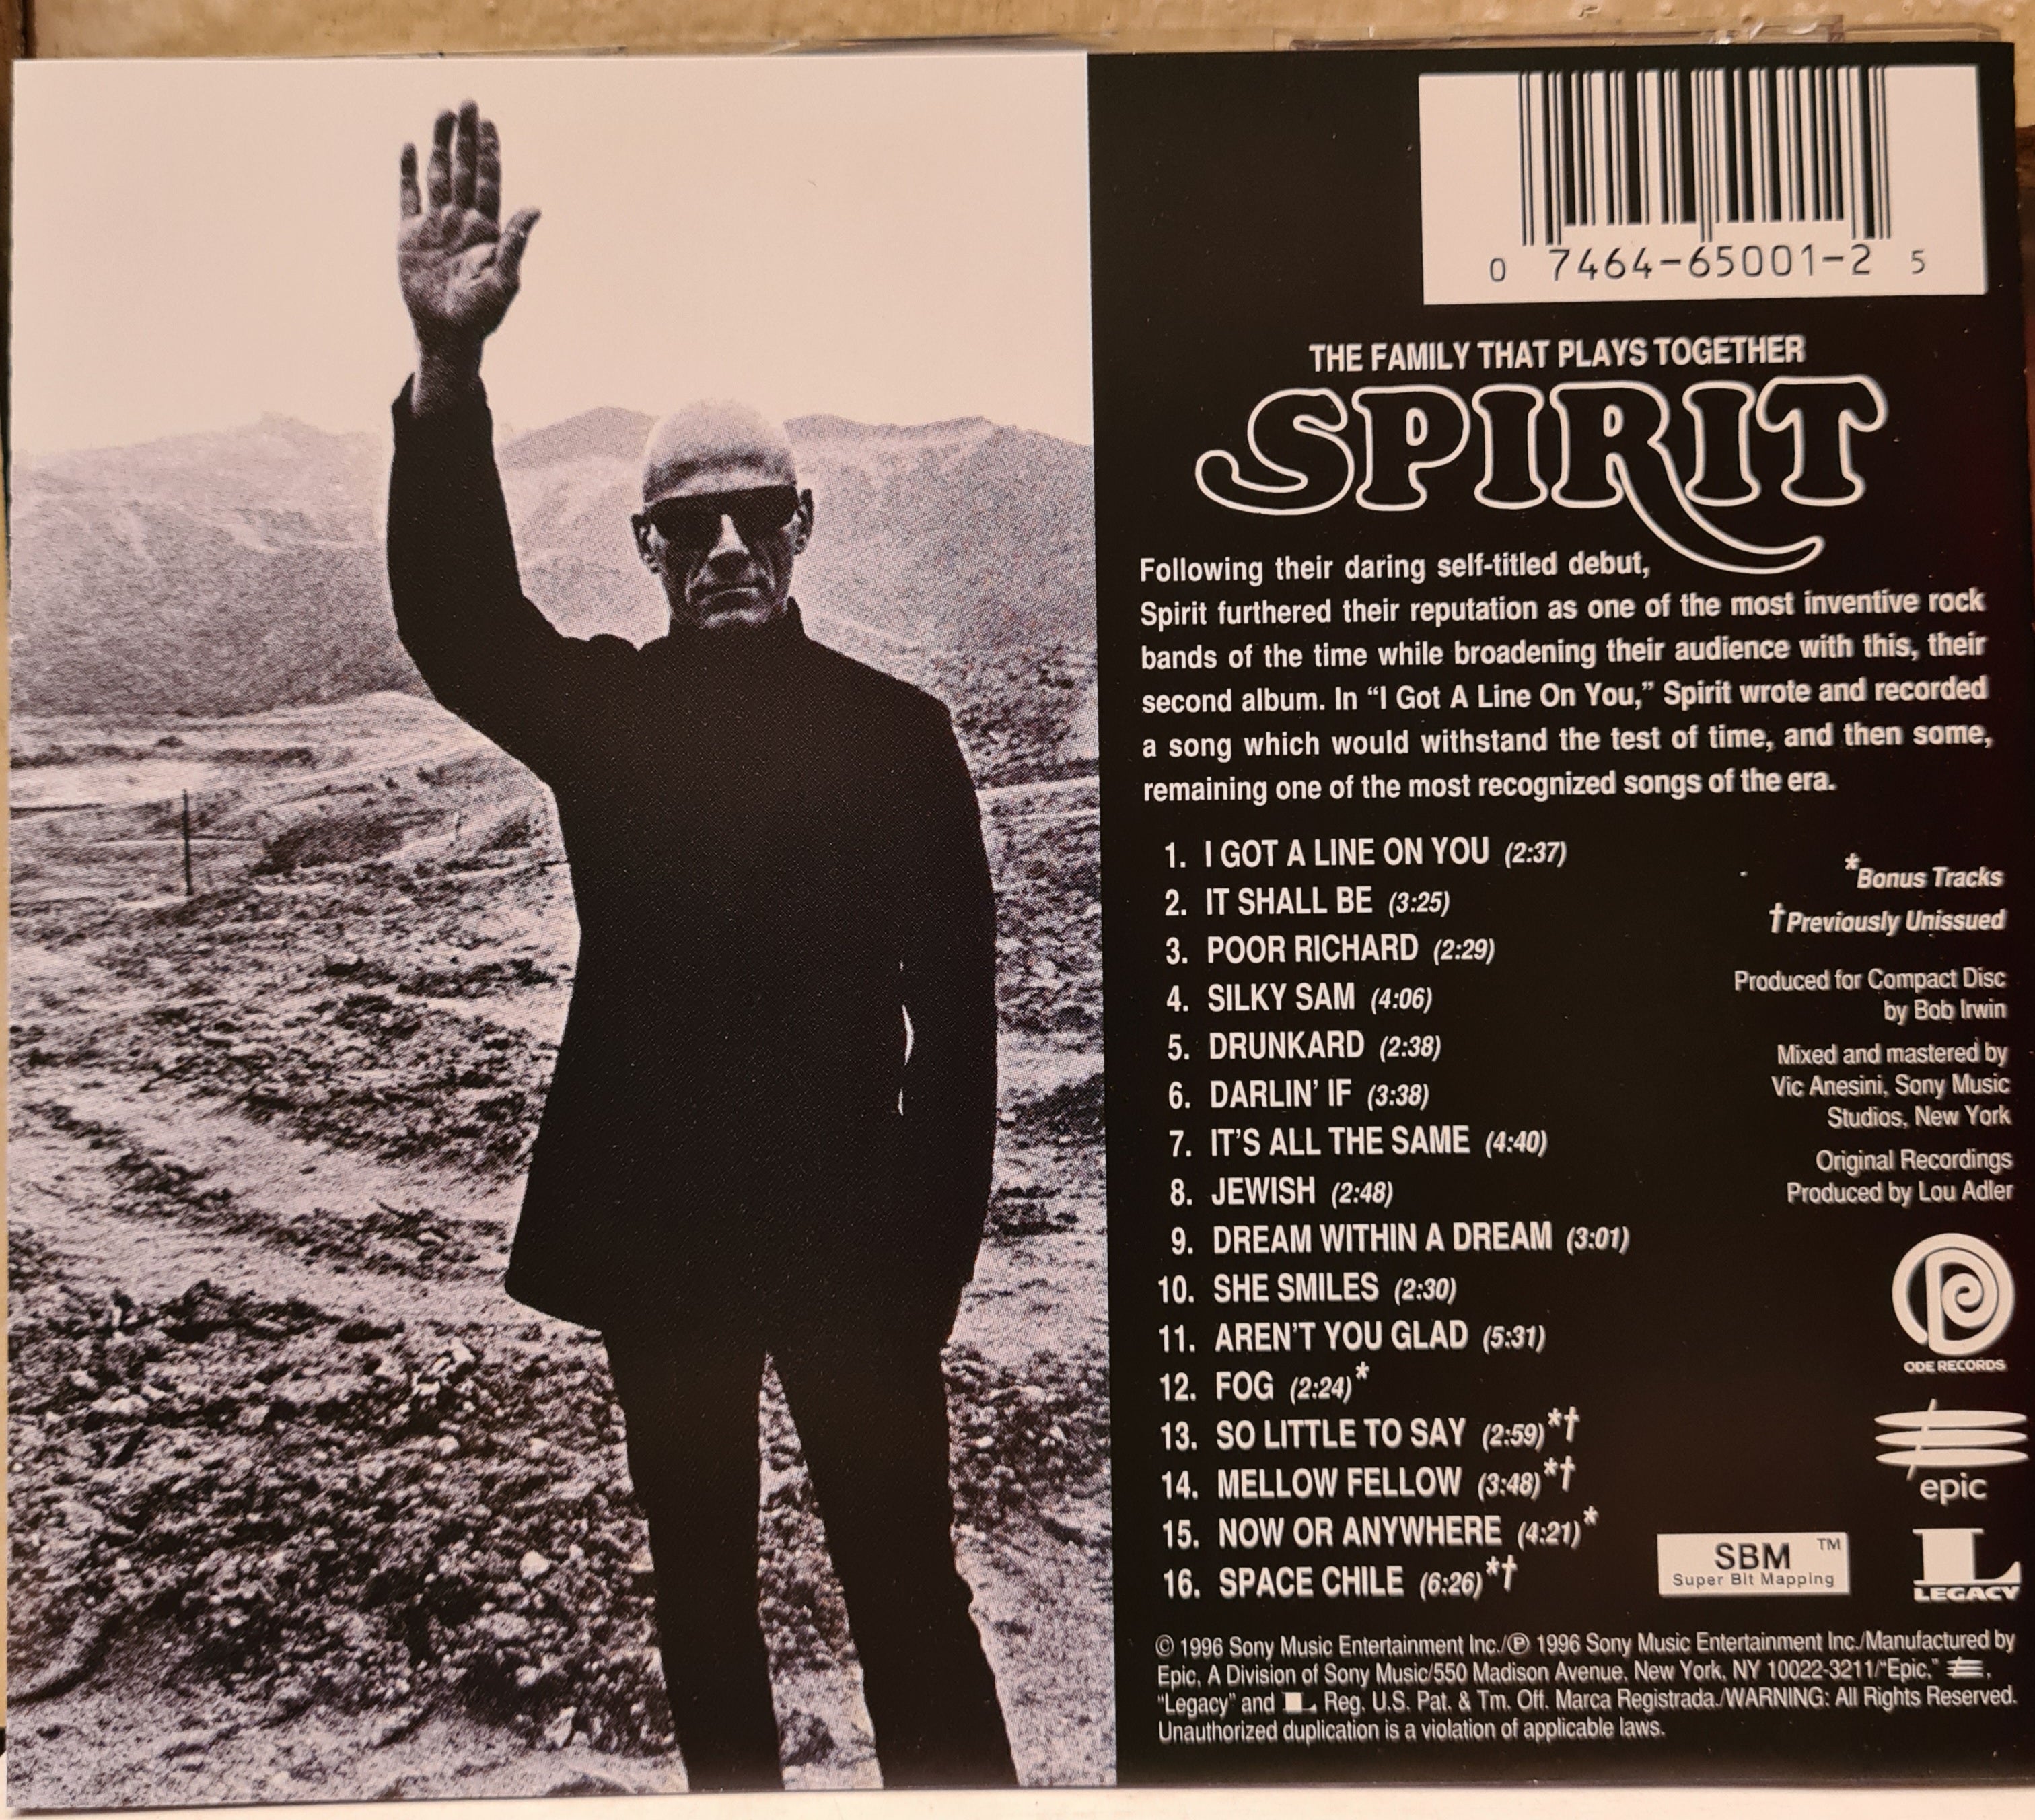 0 7464-65001-2 5
THE FAMILY THAT PLAYS TOGETHER
SPIRIT
Following their daring self-titled debut,
Spirit furthered their reputation as one of the most inventive rock
bands of the time while broadening their audience with this, their
second album. In “I Got A Line On You,” Spirit wrote and recorded
a song which would withstand the test of time, and then some,
remaining one of the most recognized songs of the era.
1. I GOT A LINE ON YOU (2:37)
2. IT SHALL BE (3:25)
3. POOR RICHARD (2:29)
4. SILKY SAM (4:06)
5. DRUNKARD (2:38)
6. DARLIN’ IF (3:38)
7. IT’S ALL THE SAME (4:40)
8. JEWISH (2:48)
9. DREAM WITHIN A DREAM (3:01)
10. SHE SMILES (2:30)
11. AREN’T YOU GLAD (5:31)
12. FOG (2:24)*
13. SO LITTLE TO SAY (2:59)*†
14. MELLOW FELLOW (3:48)*†
15. NOW OR ANYWHERE (4:21)*
16. SPACE CHILE (6:26)*†
*Bonus Tracks
†Previously Unissued
Produced for Compact Disc
by Bob Irwin
Mixed and mastered by
Vic Anesini, Sony Music
Studios, New York
Original Recordings
Produced by Lou Adler
ODE RECORDS
epic
SBM™
Super Bit Mapping
L
LEGACY
© 1996 Sony Music Entertainment Inc./℗ 1996 Sony Music Entertainment Inc./Manufactured by
Epic, A Division of Sony Music/550 Madison Avenue, New York, NY 10022-3211/“Epic,” ,
“Legacy” and L Reg. U.S. Pat. & Tm. Off. Marca Registrada./WARNING: All Rights Reserved.
Unauthorized duplication is a violation of applicable laws.